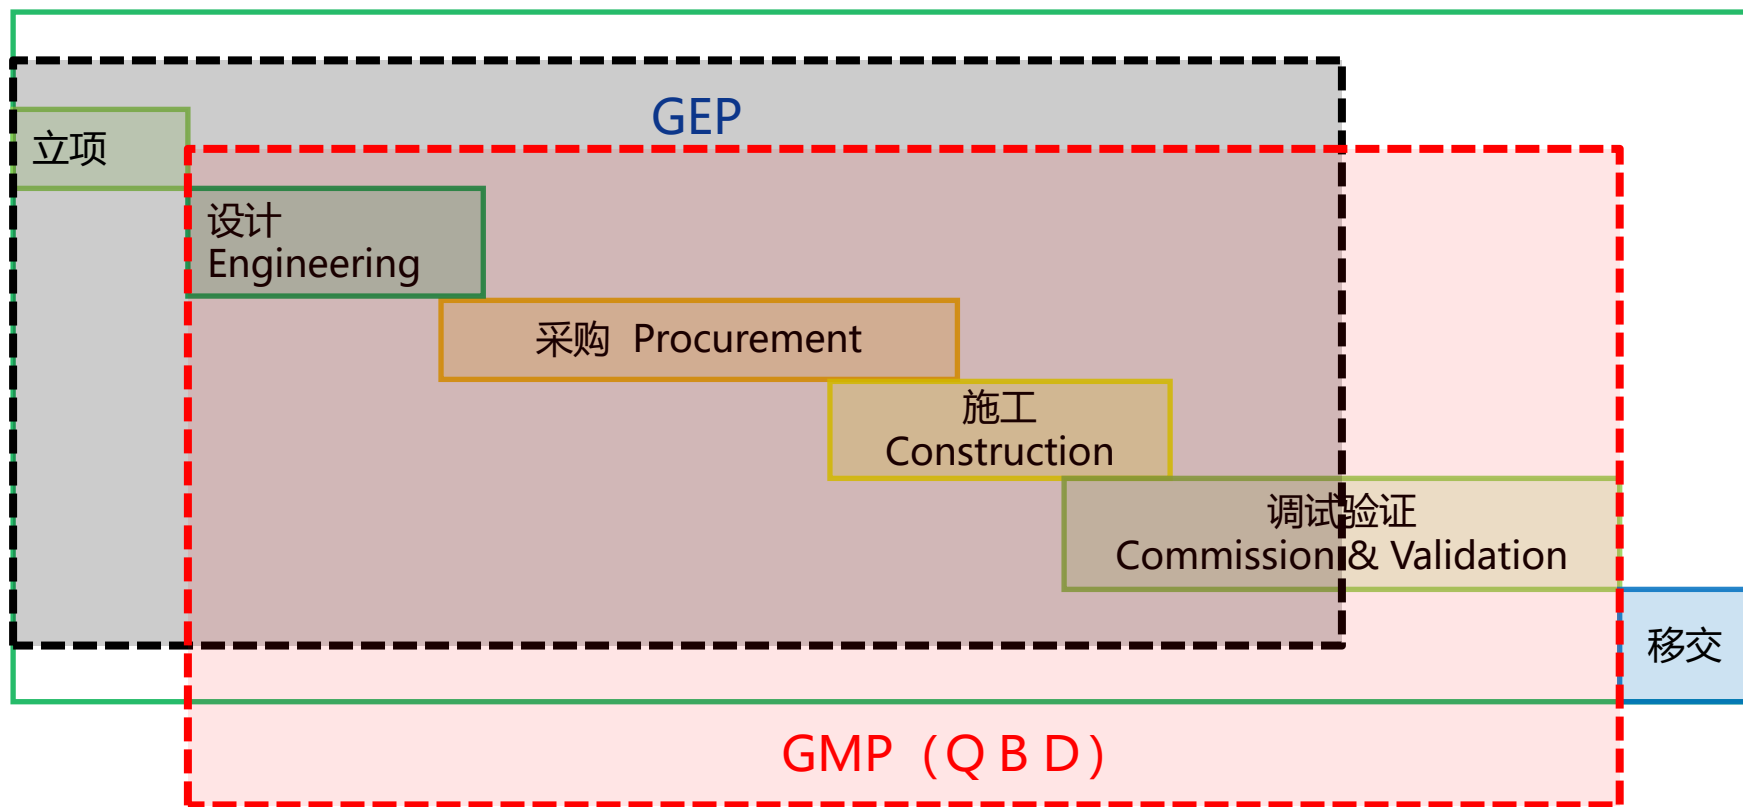 GEP
立项
设计
Engineering
采购 Procurement
施工
Construction
调试验证
Commission & Validation
移交
GMP（Q B D）